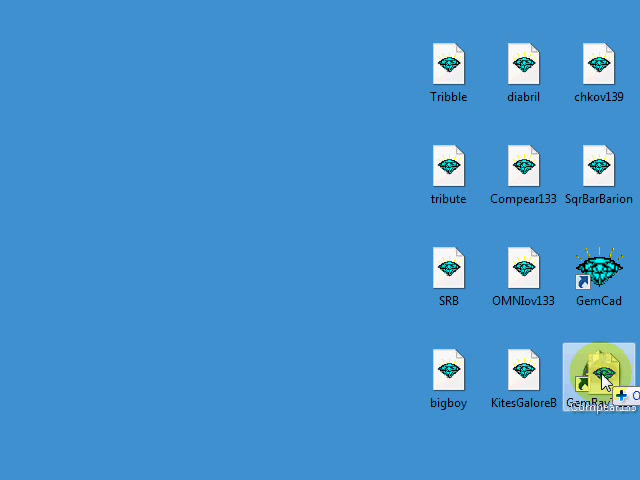 Tribble diabril chkov139
tribute Compear133 SqrBarBarion
SRB OMNIov133 GemCad
bigboy KitesGaloreB